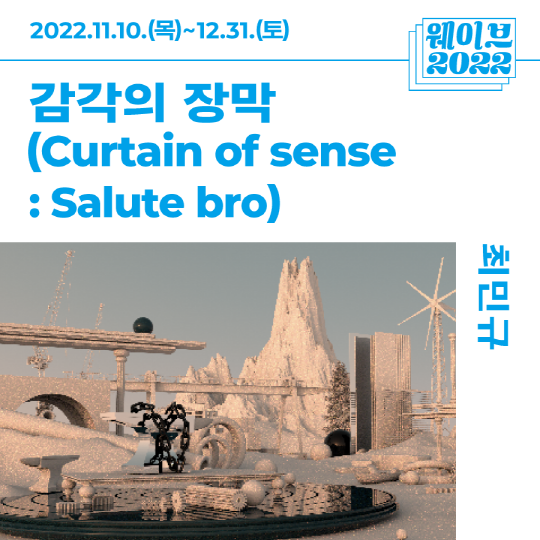 2022.11.10.(목)~12.31.(토)
웨이브
2022
감각의 장막
(Curtain of sense
: Salute bro)
최민규